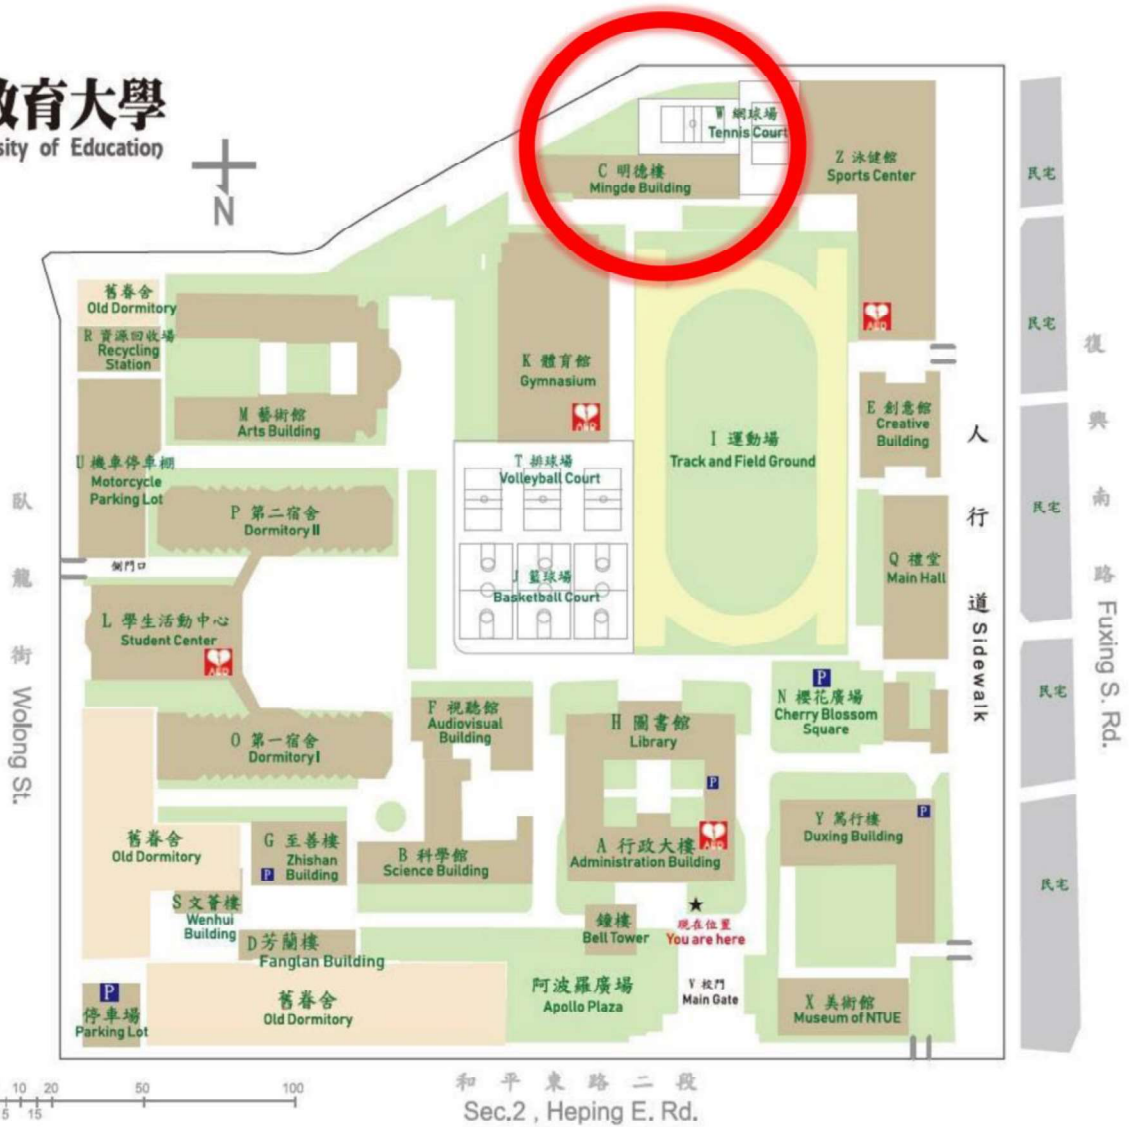 教育大學
sity of Education
N
W 網球場
Tennis Court
C 明德樓
Mingde Building
Z 泳健館
Sports Center
民宅
舊眷舍
Old Dormitory
R 資源回收場
Recycling
Station
AED
民宅
K 體育館
Gymnasium
AED
E 創意館
Creative
Building
M 藝術館
Arts Building
I 運動場
Track and Field Ground
U 機車停車棚
Motorcycle
Parking Lot
T 排球場
Volleyball Court
P 第二宿舍
Dormitory II
民宅
側門口
Q 禮堂
Main Hall
J 籃球場
Basketball Court
L 學生活動中心
Student Center
AED
人行道 Sidewalk
復興南路 Fuxing S. Rd.
臥龍街 Wolong St.
P
N 櫻花廣場
Cherry Blossom
Square
民宅
F 視聽館
Audiovisual
Building
H 圖書館
Library
O 第一宿舍
Dormitory I
P
Y 篤行樓
Duxing Building
P
舊眷舍
Old Dormitory
G 至善樓
Zhishan
Building
P
B 科學館
Science Building
A 行政大樓
Administration Building
AED
民宅
S 文薈樓
Wenhui
Building
D 芳蘭樓
Fanglan Building
鐘樓
Bell Tower
現在位置
You are here
P
停車場
Parking Lot
舊眷舍
Old Dormitory
阿波羅廣場
Apollo Plaza
V 校門
Main Gate
X 美術館
Museum of NTUE
和平東路二段
Sec.2 , Heping E. Rd.
10 20 50 100
5 15